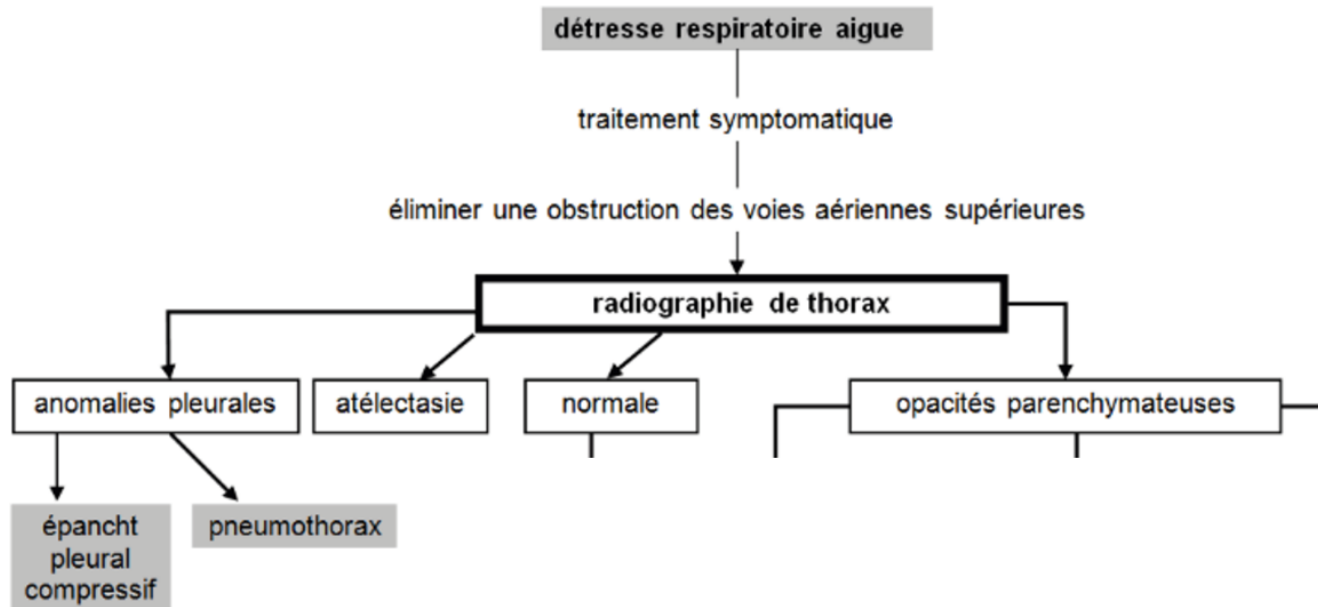 détresse respiratoire aigue
traitement symptomatique
éliminer une obstruction des voies aériennes supérieures
radiographie de thorax
anomalies pleurales
atélectasie
normale
opacités parenchymateuses
épancht
pleural
compressif
pneumothorax